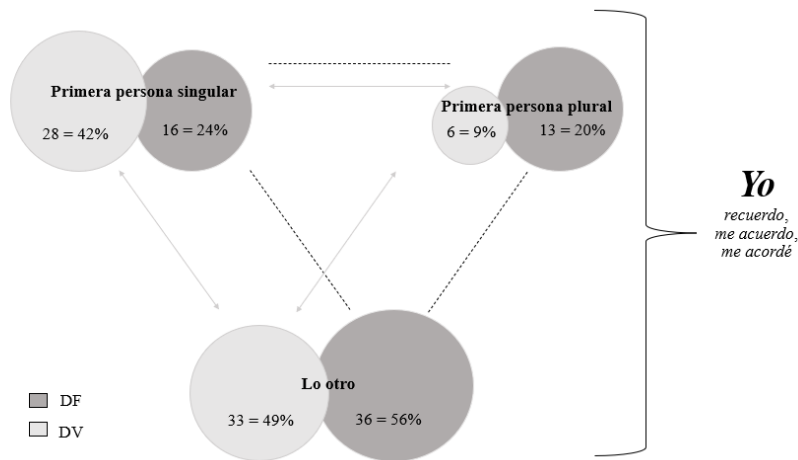 Primera persona singular
28 = 42%
16 = 24%
Primera persona plural
6 = 9%
13 = 20%
Yo
recuerdo,
me acuerdo,
me acordé
Lo otro
33 = 49%
36 = 56%
DF
DV